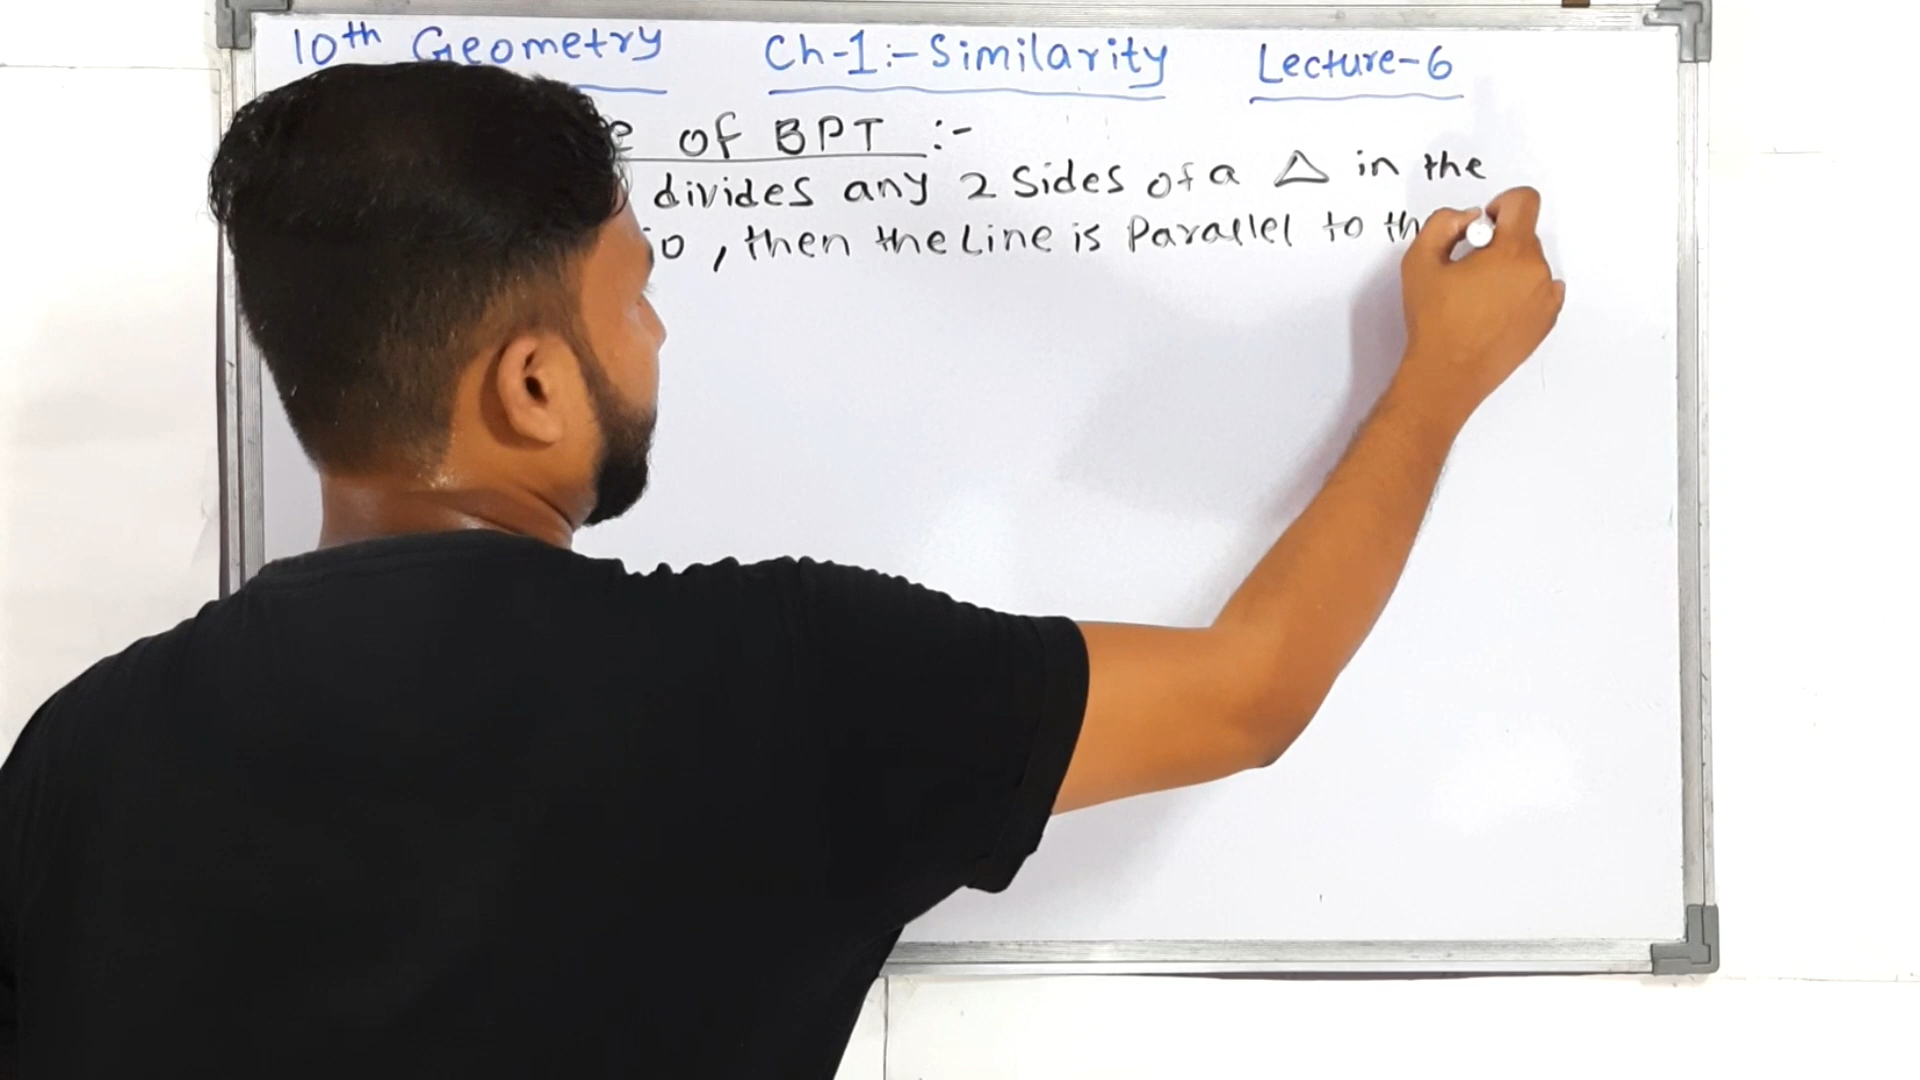 10th Geometry Ch-1:- Similarity Lecture-6
of BPT :-
divides any 2 Sides of a △ in the
, then the Line is Parallel to